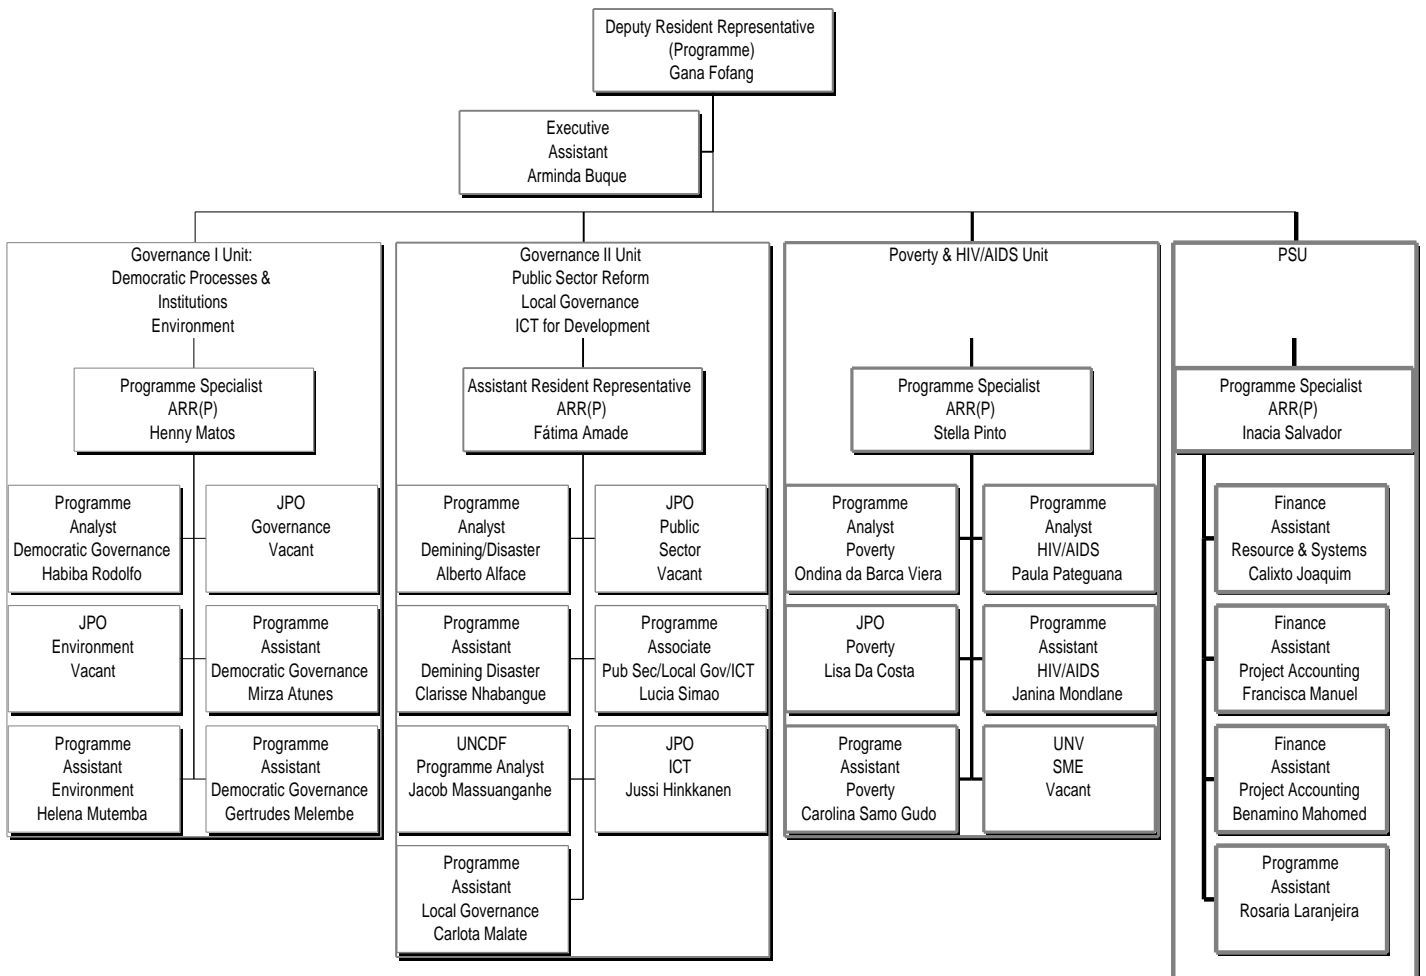 Deputy Resident Representative
(Programme)
Gana Fofang
Executive
Assistant
Arminda Buque
Governance I Unit:
Democratic Processes &
Institutions
Environment
Programme Specialist
ARR(P)
Henny Matos
Programme
Analyst
Democratic Governance
Habiba Rodolfo
JPO
Governance
Vacant
JPO
Environment
Vacant
Programme
Assistant
Democratic Governance
Mirza Atunes
Programme
Assistant
Environment
Helena Mutemba
Programme
Assistant
Democratic Governance
Gertrudes Melembe
Governance II Unit
Public Sector Reform
Local Governance
ICT for Development
Assistant Resident Representative
ARR(P)
Fátima Amade
Programme
Analyst
Demining/Disaster
Alberto Alface
JPO
Public
Sector
Vacant
Programme
Assistant
Demining Disaster
Clarisse Nhabangue
Programme
Associate
Pub Sec/Local Gov/ICT
Lucia Simao
UNCDF
Programme Analyst
Jacob Massuanganhe
JPO
ICT
Jussi Hinkkanen
Programme
Assistant
Local Governance
Carlota Malate
Poverty & HIV/AIDS Unit
Programme Specialist
ARR(P)
Stella Pinto
Programme
Analyst
Poverty
Ondina da Barca Viera
Programme
Analyst
HIV/AIDS
Paula Pateguana
JPO
Poverty
Lisa Da Costa
Programme
Assistant
HIV/AIDS
Janina Mondlane
Programe
Assistant
Poverty
Carolina Samo Gudo
UNV
SME
Vacant
PSU
Programme Specialist
ARR(P)
Inacia Salvador
Finance
Assistant
Resource & Systems
Calixto Joaquim
Finance
Assistant
Project Accounting
Francisca Manuel
Finance
Assistant
Project Accounting
Benamino Mahomed
Programme
Assistant
Rosaria Laranjeira